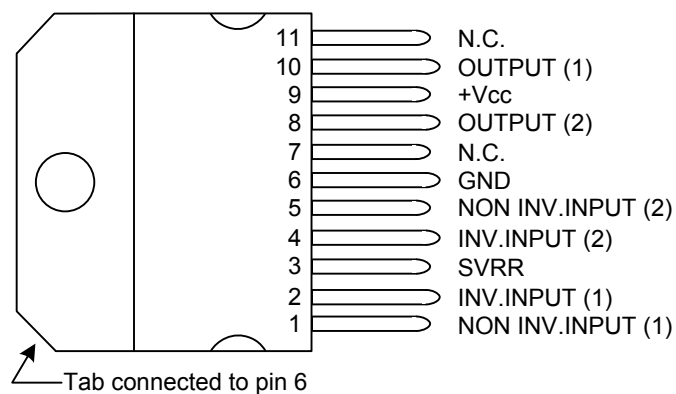 11 N.C.
10 OUTPUT (1)
9 +Vcc
8 OUTPUT (2)
7 N.C.
6 GND
5 NON INV.INPUT (2)
4 INV.INPUT (2)
3 SVRR
2 INV.INPUT (1)
1 NON INV.INPUT (1)
Tab connected to pin 6